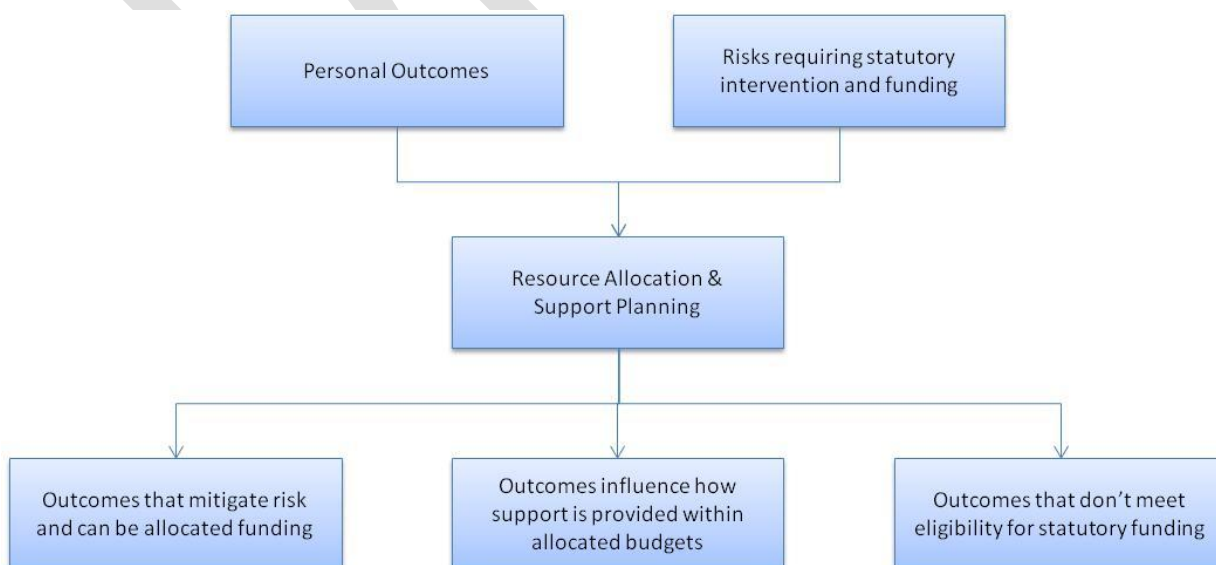 Personal Outcomes
Risks requiring statutory
intervention and funding
Resource Allocation &
Support Planning
Outcomes that mitigate risk
and can be allocated funding
Outcomes influence how
support is provided within
allocated budgets
Outcomes that don’t meet
eligibility for statutory funding